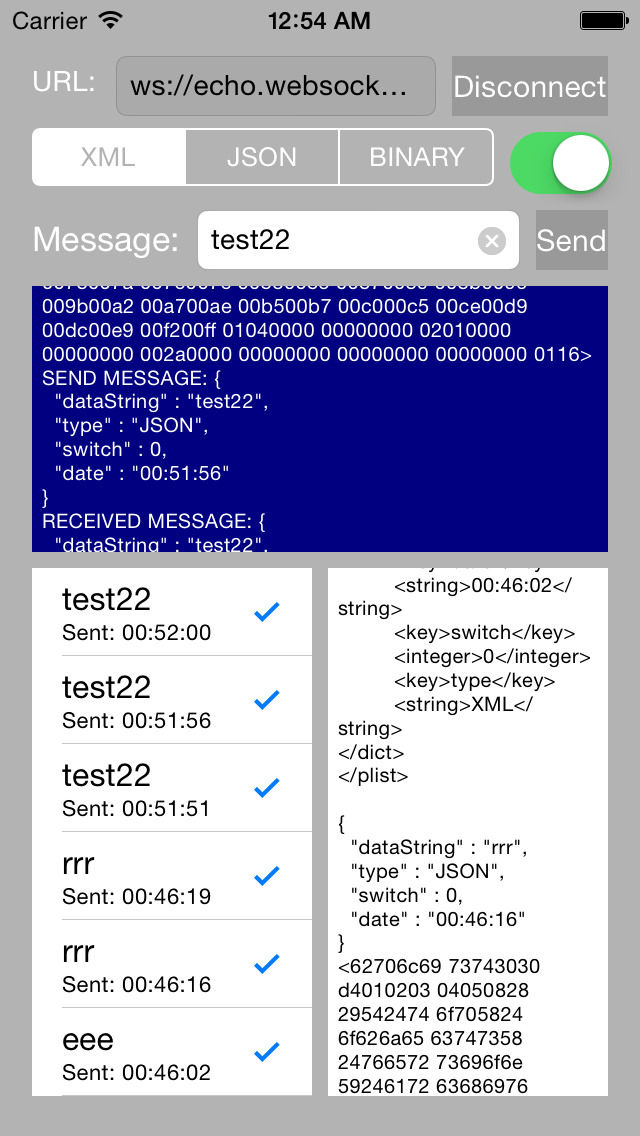 Carrier 12:54 AM
URL: ws://echo.websock... Disconnect
XML JSON BINARY
Message: test22 Send
009b00a2 00a700ae 00b500b7 00c000c5 00ce00d9
00dc00e9 00f200ff 01040000 00000000 02010000
00000000 002a0000 00000000 00000000 00000000 0116>
SEND MESSAGE: {
"dataString" : "test22",
"type" : "JSON",
"switch" : 0,
"date" : "00:51:56"
}
RECEIVED MESSAGE: {
"dataString" : "test22",
test22
Sent: 00:52:00
test22
Sent: 00:51:56
test22
Sent: 00:51:51
rrr
Sent: 00:46:19
rrr
Sent: 00:46:16
eee
Sent: 00:46:02
<string>00:46:02</
string>
<key>switch</key>
<integer>0</integer>
<key>type</key>
<string>XML</
string>
</dict>
</plist>
{
"dataString" : "rrr",
"type" : "JSON",
"switch" : 0,
"date" : "00:46:16"
}
<62706c69 73743030
d4010203 04050828
29542474 6f705824
6f626a65 63747358
24766572 73696f6e
59246172 63686976